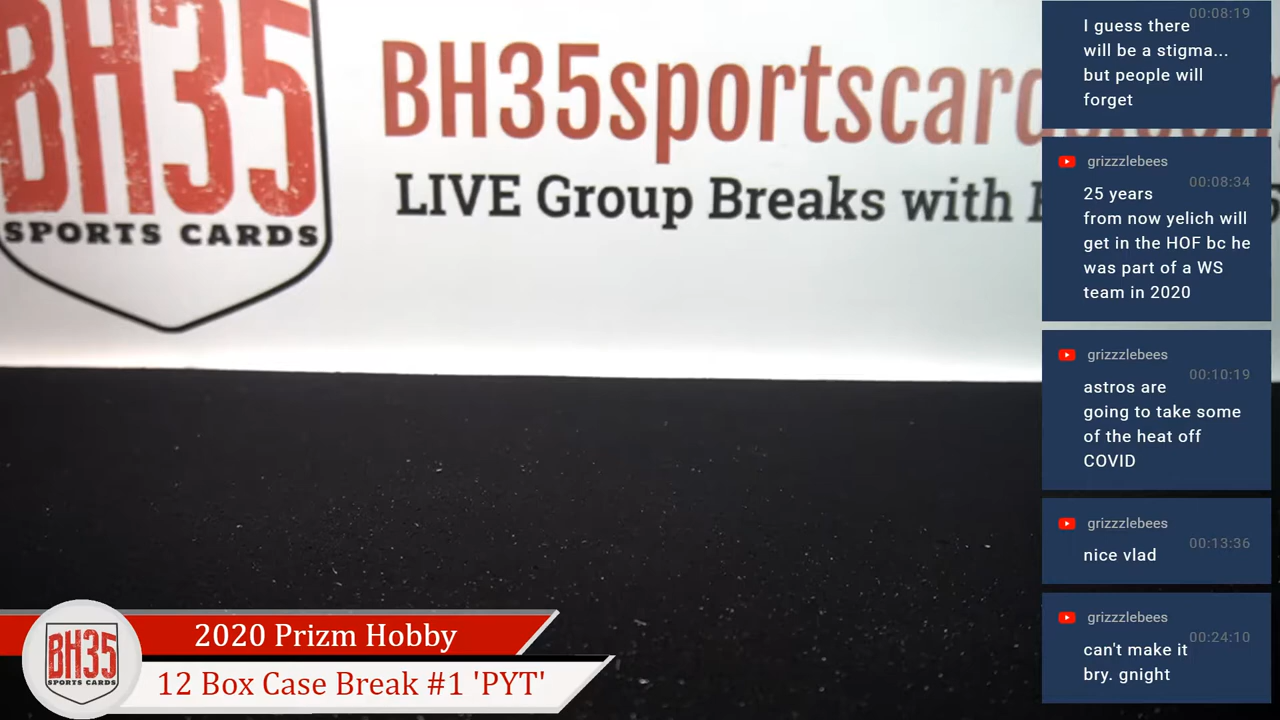 BH35
SPORTS CARDS
BH35sportscards.com
LIVE Group Breaks with
2020 Prizm Hobby
12 Box Case Break #1 'PYT'
BH35
SPORTS CARDS
00:08:19
I guess there
will be a stigma...
but people will
forget
grizzzlebees
00:08:34
25 years
from now yelich will
get in the HOF bc he
was part of a WS
team in 2020
grizzzlebees
00:10:19
astros are
going to take some
of the heat off
COVID
grizzzlebees
00:13:36
nice vlad
grizzzlebees
00:24:10
can't make it
bry. gnight